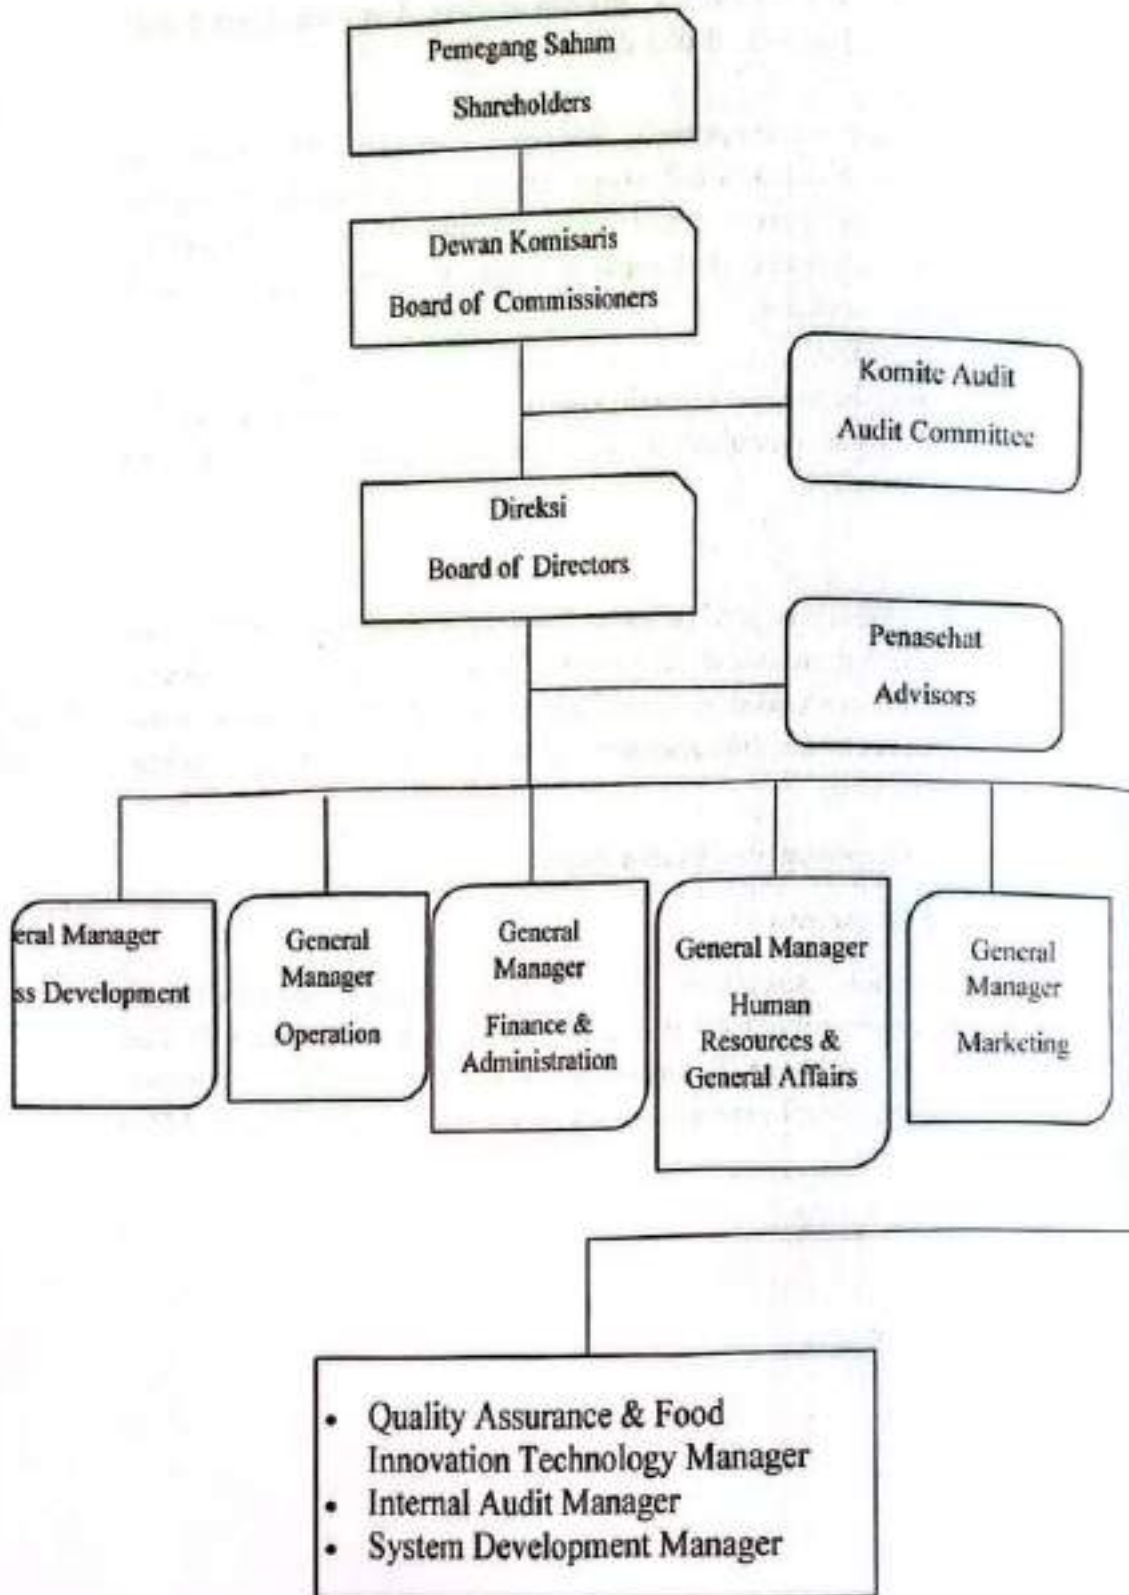 Pemegang Saham
Shareholders
Dewan Komisaris
Board of Commissioners
Komite Audit
Audit Committee
Direksi
Board of Directors
Penasehat
Advisors
eral Manager
ss Development
General
Manager
Operation
General
Manager
Finance &
Administration
General Manager
Human
Resources &
General Affairs
General
Manager
Marketing
• Quality Assurance & Food
Innovation Technology Manager
• Internal Audit Manager
• System Development Manager